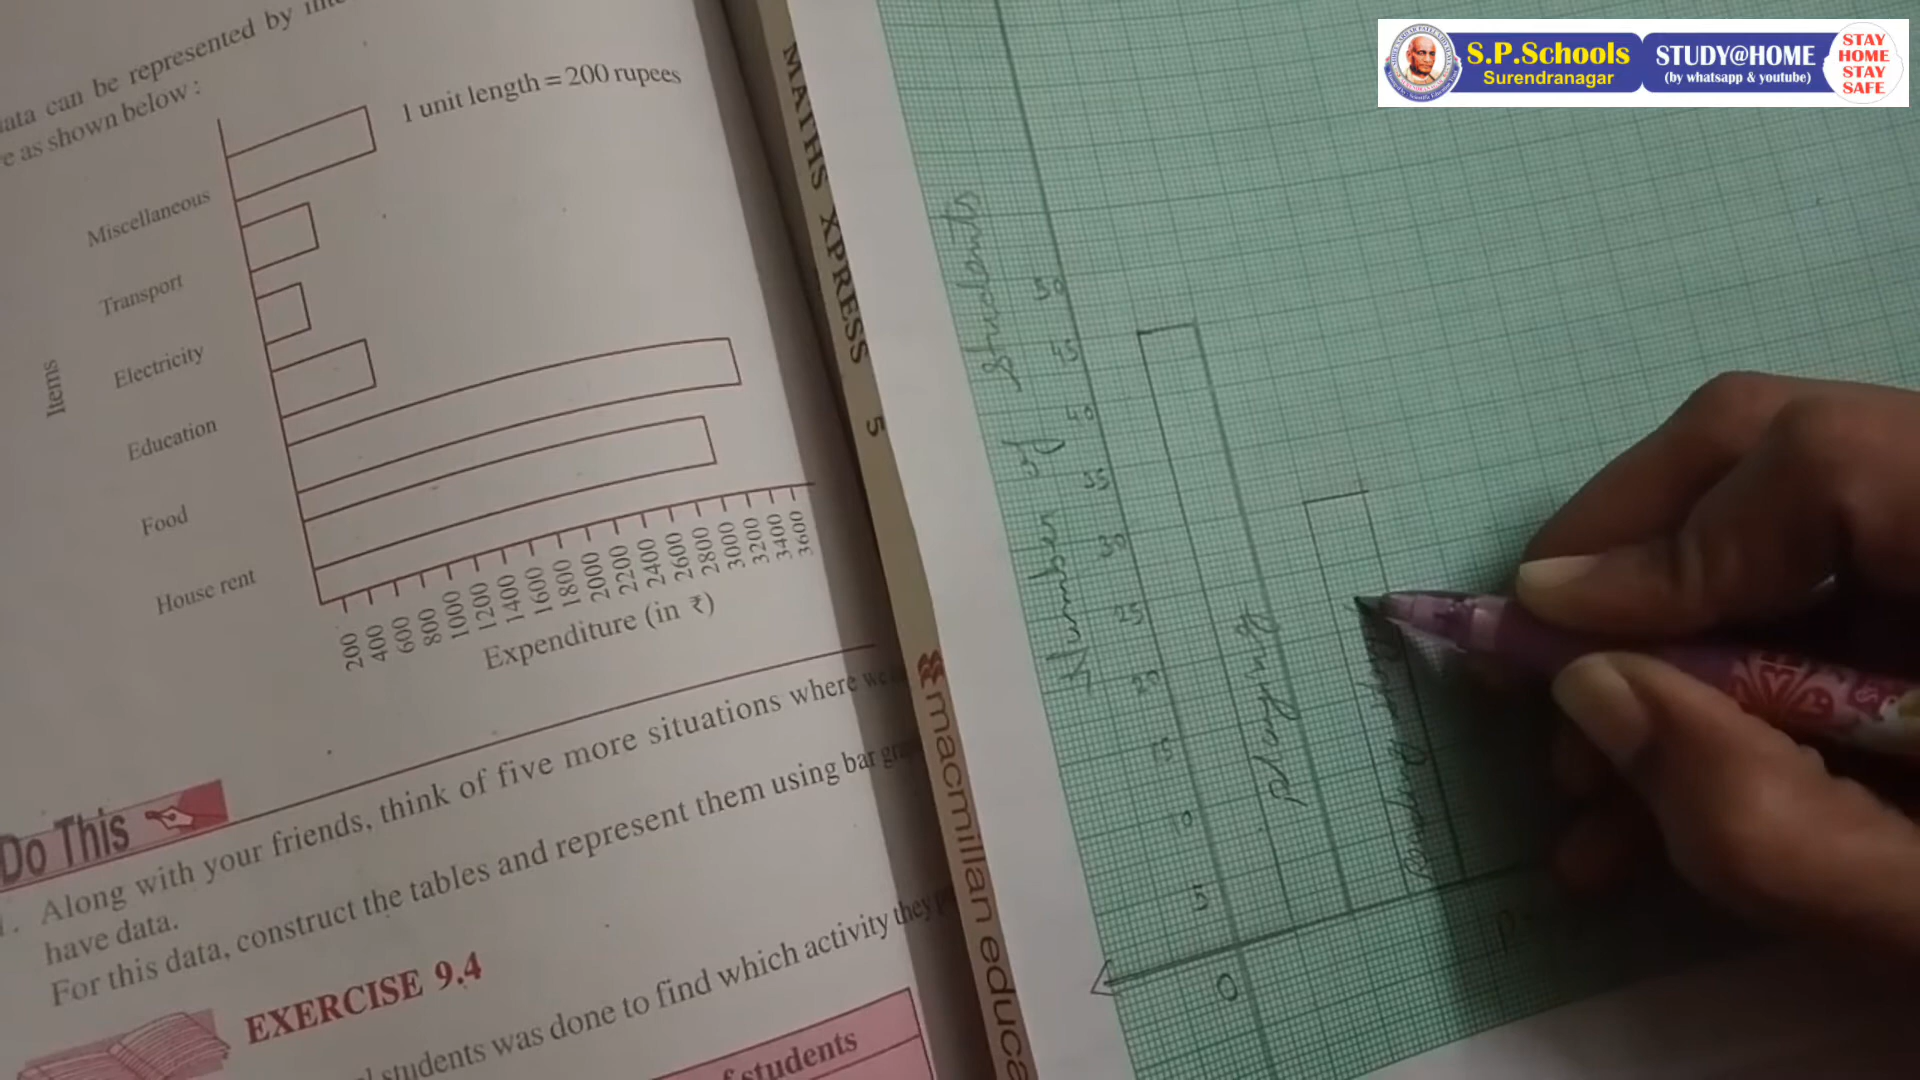 ata can be represented by
e as shown below :
1 unit length = 200 rupees
Miscellaneous
Transport
Electricity
Education
Food
House rent
Items
200
400
600
800
1000
1200
1400
1600
1800
2000
2200
2400
2600
2800
3000
3200
3400
3600
Expenditure (in ₹)
Do This
1. Along with your friends, think of five more situations where we
have data.
For this data, construct the tables and represent them using bar
EXERCISE 9.4
students was done to find which activity they
students
MATHS XPRESS 5
macmillan educa
Number of students
50
45
40
35
30
25
20
15
10
5
0
Playing
Reading story
S.P.Schools
Surendranagar
STUDY@HOME
(by whatsapp & youtube)
STAY
HOME
STAY
SAFE